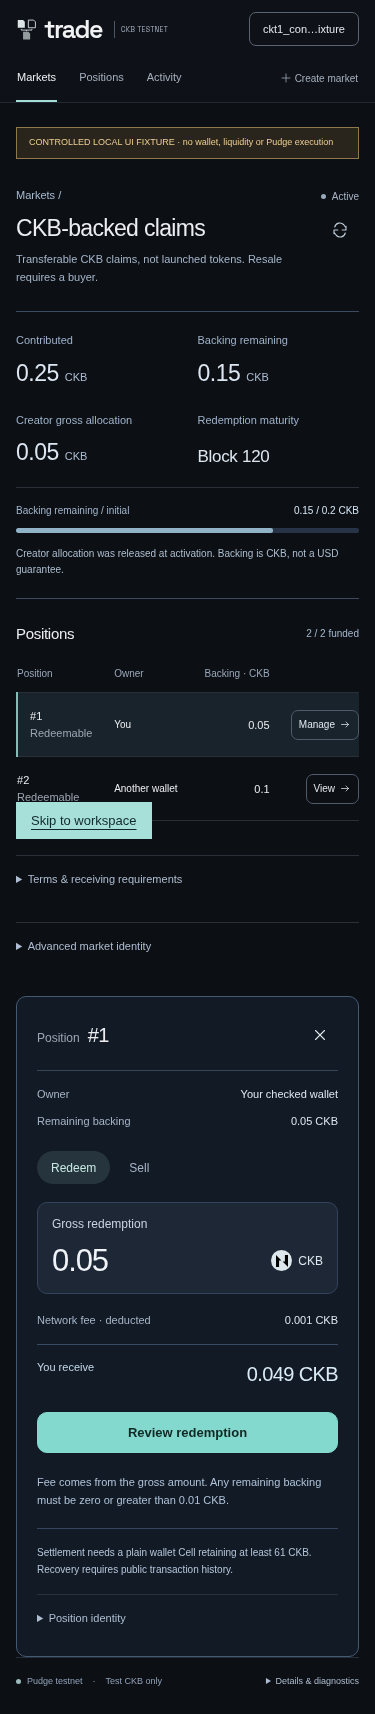 trade
CKB TESTNET
ckt1_con…ixture
Markets
Positions
Activity
Create market
CONTROLLED LOCAL UI FIXTURE · no wallet, liquidity or Pudge execution
Markets /
Active
CKB-backed claims
Transferable CKB claims, not launched tokens. Resale
requires a buyer.
Contributed
Backing remaining
0.25 CKB
0.15 CKB
Creator gross allocation
Redemption maturity
0.05 CKB
Block 120
Backing remaining / initial
0.15 / 0.2 CKB
Creator allocation was released at activation. Backing is CKB, not a USD
guarantee.
Positions
2 / 2 funded
Position
Owner
Backing · CKB
#1
Redeemable
You
0.05
Manage →
#2
Redeemable
Another wallet
0.1
View →
Skip to workspace
Terms & receiving requirements
Advanced market identity
Position #1
Owner
Your checked wallet
Remaining backing
0.05 CKB
Redeem
Sell
Gross redemption
0.05
CKB
Network fee · deducted
0.001 CKB
You receive
0.049 CKB
Review redemption
Fee comes from the gross amount. Any remaining backing
must be zero or greater than 0.01 CKB.
Settlement needs a plain wallet Cell retaining at least 61 CKB.
Recovery requires public transaction history.
Position identity
Pudge testnet · Test CKB only
Details & diagnostics